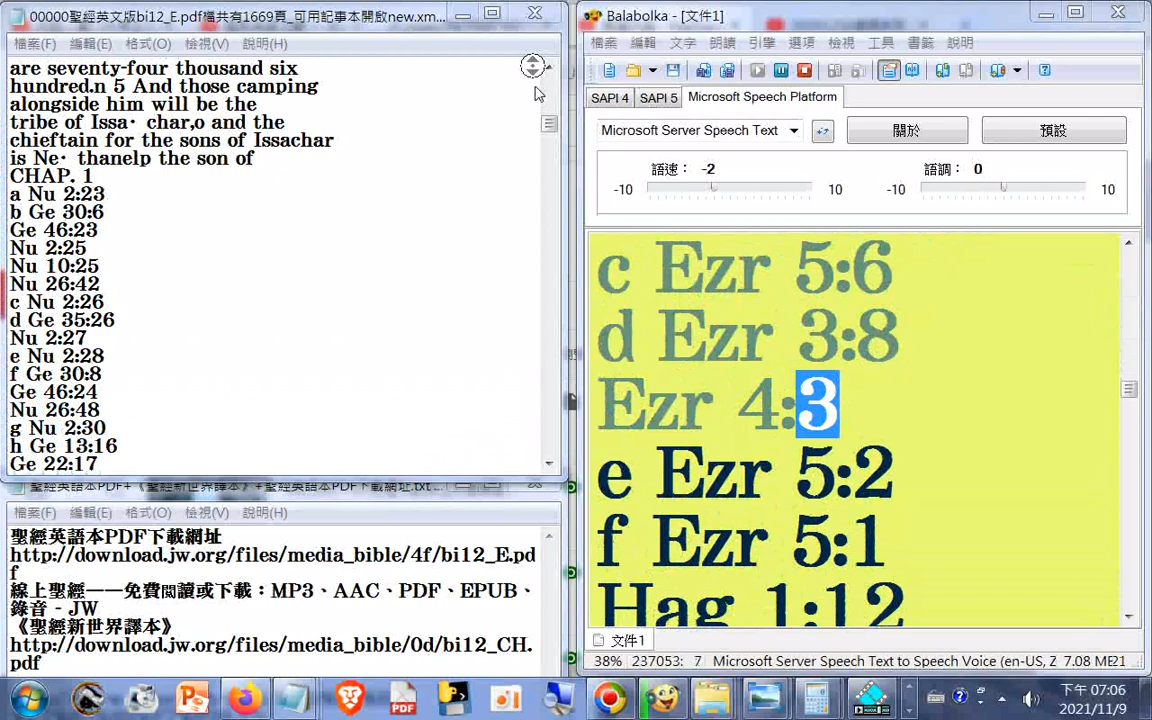 00000聖經英文版bi12_E.pdf檔共有1669頁_可用記事本開啟new.xm...
檔案(F) 編輯(E) 格式(O) 檢視(V) 說明(H)
are seventy-four thousand six
hundred.n 5 And those camping
alongside him will be the
tribe of Issa· char,o and the
chieftain for the sons of Issachar
is Ne· thanelp the son of
CHAP. 1
a Nu 2:23
b Ge 30:6
Ge 46:23
Nu 2:25
Nu 10:25
Nu 26:42
c Nu 2:26
d Ge 35:26
Nu 2:27
e Nu 2:28
f Ge 30:8
Ge 46:24
Nu 26:48
g Nu 2:30
h Ge 13:16
Ge 22:17
聖經英語本PDF+《聖經新世界譯本》+聖經英語本PDF下載網址.txt ...
檔案(F) 編輯(E) 格式(O) 檢視(V) 說明(H)
聖經英語本PDF下載網址
http://download.jw.org/files/media_bible/4f/bi12_E.pd
f
線上聖經——免費閱讀或下載：MP3、AAC、PDF、EPUB、
錄音 - JW
《聖經新世界譯本》
http://download.jw.org/files/media_bible/0d/bi12_CH.
pdf
Balabolka - [文件1]
檔案 編輯 文字 朗讀 引擎 選項 檢視 工具 書籤 說明
SAPI 4 SAPI 5 Microsoft Speech Platform
Microsoft Server Speech Text 關於 預設
語速： -2 語調： 0
-10 10 -10 10
c Ezr 5:6
d Ezr 3:8
Ezr 4:3
e Ezr 5:2
f Ezr 5:1
Hag 1:12
文件1
38% 237053: 7 Microsoft Server Speech Text to Speech Voice (en-US, Z 7.08 ME21
PDF
下午 07:06
2021/11/9